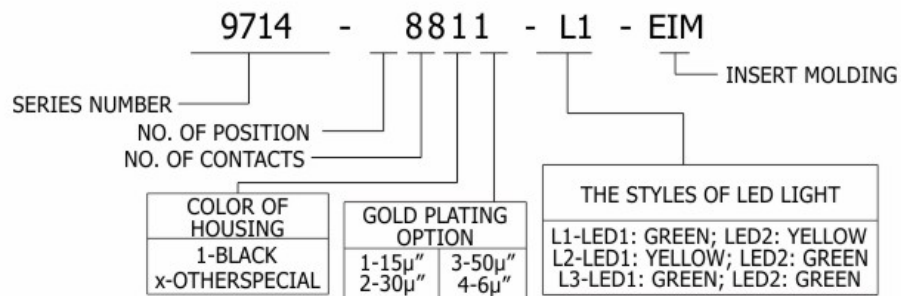 9714 - 8811 - L1 - EIM
INSERT MOLDING
SERIES NUMBER
NO. OF POSITION
NO. OF CONTACTS
COLOR OF
HOUSING
1-BLACK
x-OTHERSPECIAL
GOLD PLATING
OPTION
1-15µ" 3-50µ"
2-30µ" 4-6µ"
THE STYLES OF LED LIGHT
L1-LED1: GREEN; LED2: YELLOW
L2-LED1: YELLOW; LED2: GREEN
L3-LED1: GREEN; LED2: GREEN